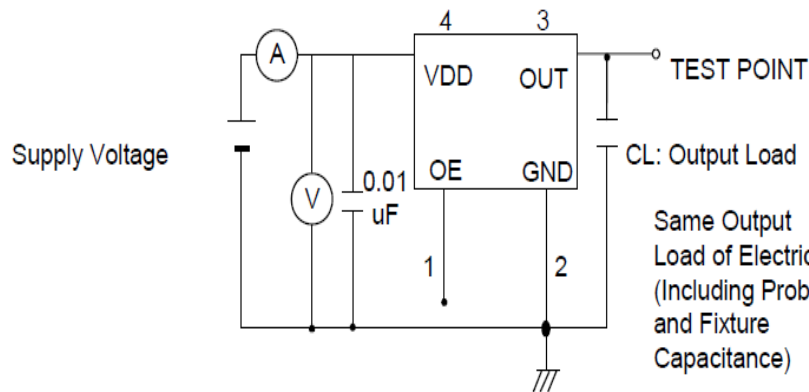 4
3
A
VDD
OUT
TEST POINT
Supply Voltage
OE
GND
CL: Output Load
V
0.01
uF
1
2
Same Output
Load of Electric
(Including Prob
and Fixture
Capacitance)